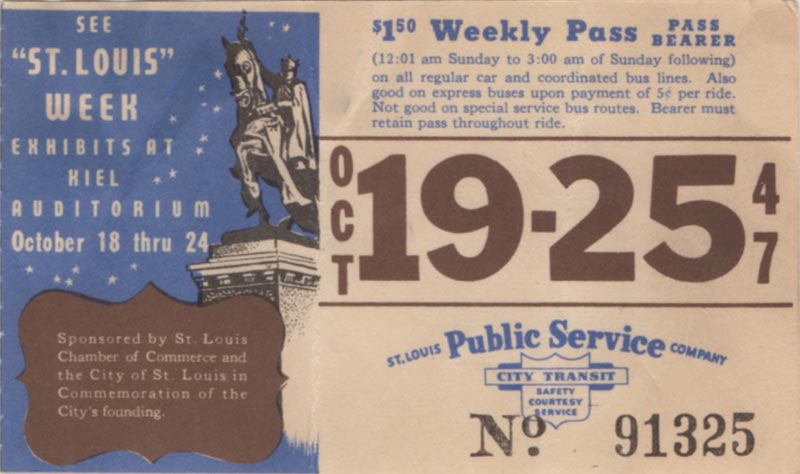 SEE
"ST. LOUIS"
WEEK
EXHIBITS AT
KIEL
AUDITORIUM
October 18 thru 24
Sponsored by St. Louis
Chamber of Commerce and
the City of St. Louis in
Commemoration of the
City's founding.
$1.50 Weekly Pass PASS BEARER
(12:01 am Sunday to 3:00 am of Sunday following)
on all regular car and coordinated bus lines. Also
good on express buses upon payment of 5¢ per ride.
Not good on special service bus routes. Bearer must
retain pass throughout ride.
OCT 19-25 47
ST. LOUIS Public Service COMPANY
CITY TRANSIT
SAFETY
COURTESY
SERVICE
No. 91325